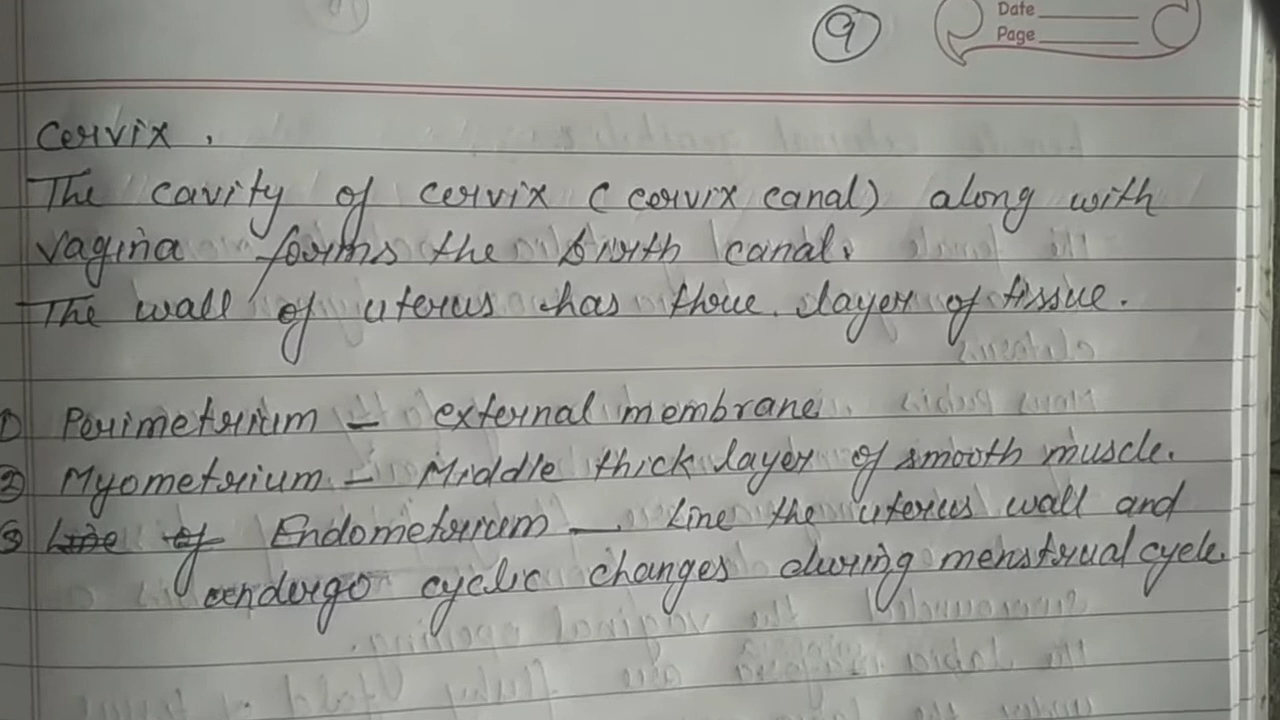 9
Date
Page
Cervix.
The cavity of cervix (cervix canal) along with
vagina forms the birth canal.
The wall of uterus has three layer of tissue.
① Perimetrium - external membrane.
② Myometrium - Middle thick layer of smooth muscle.
③ Line of Endometrium - Line the uterus wall and
undergo cyclic changes during menstrual cycle.